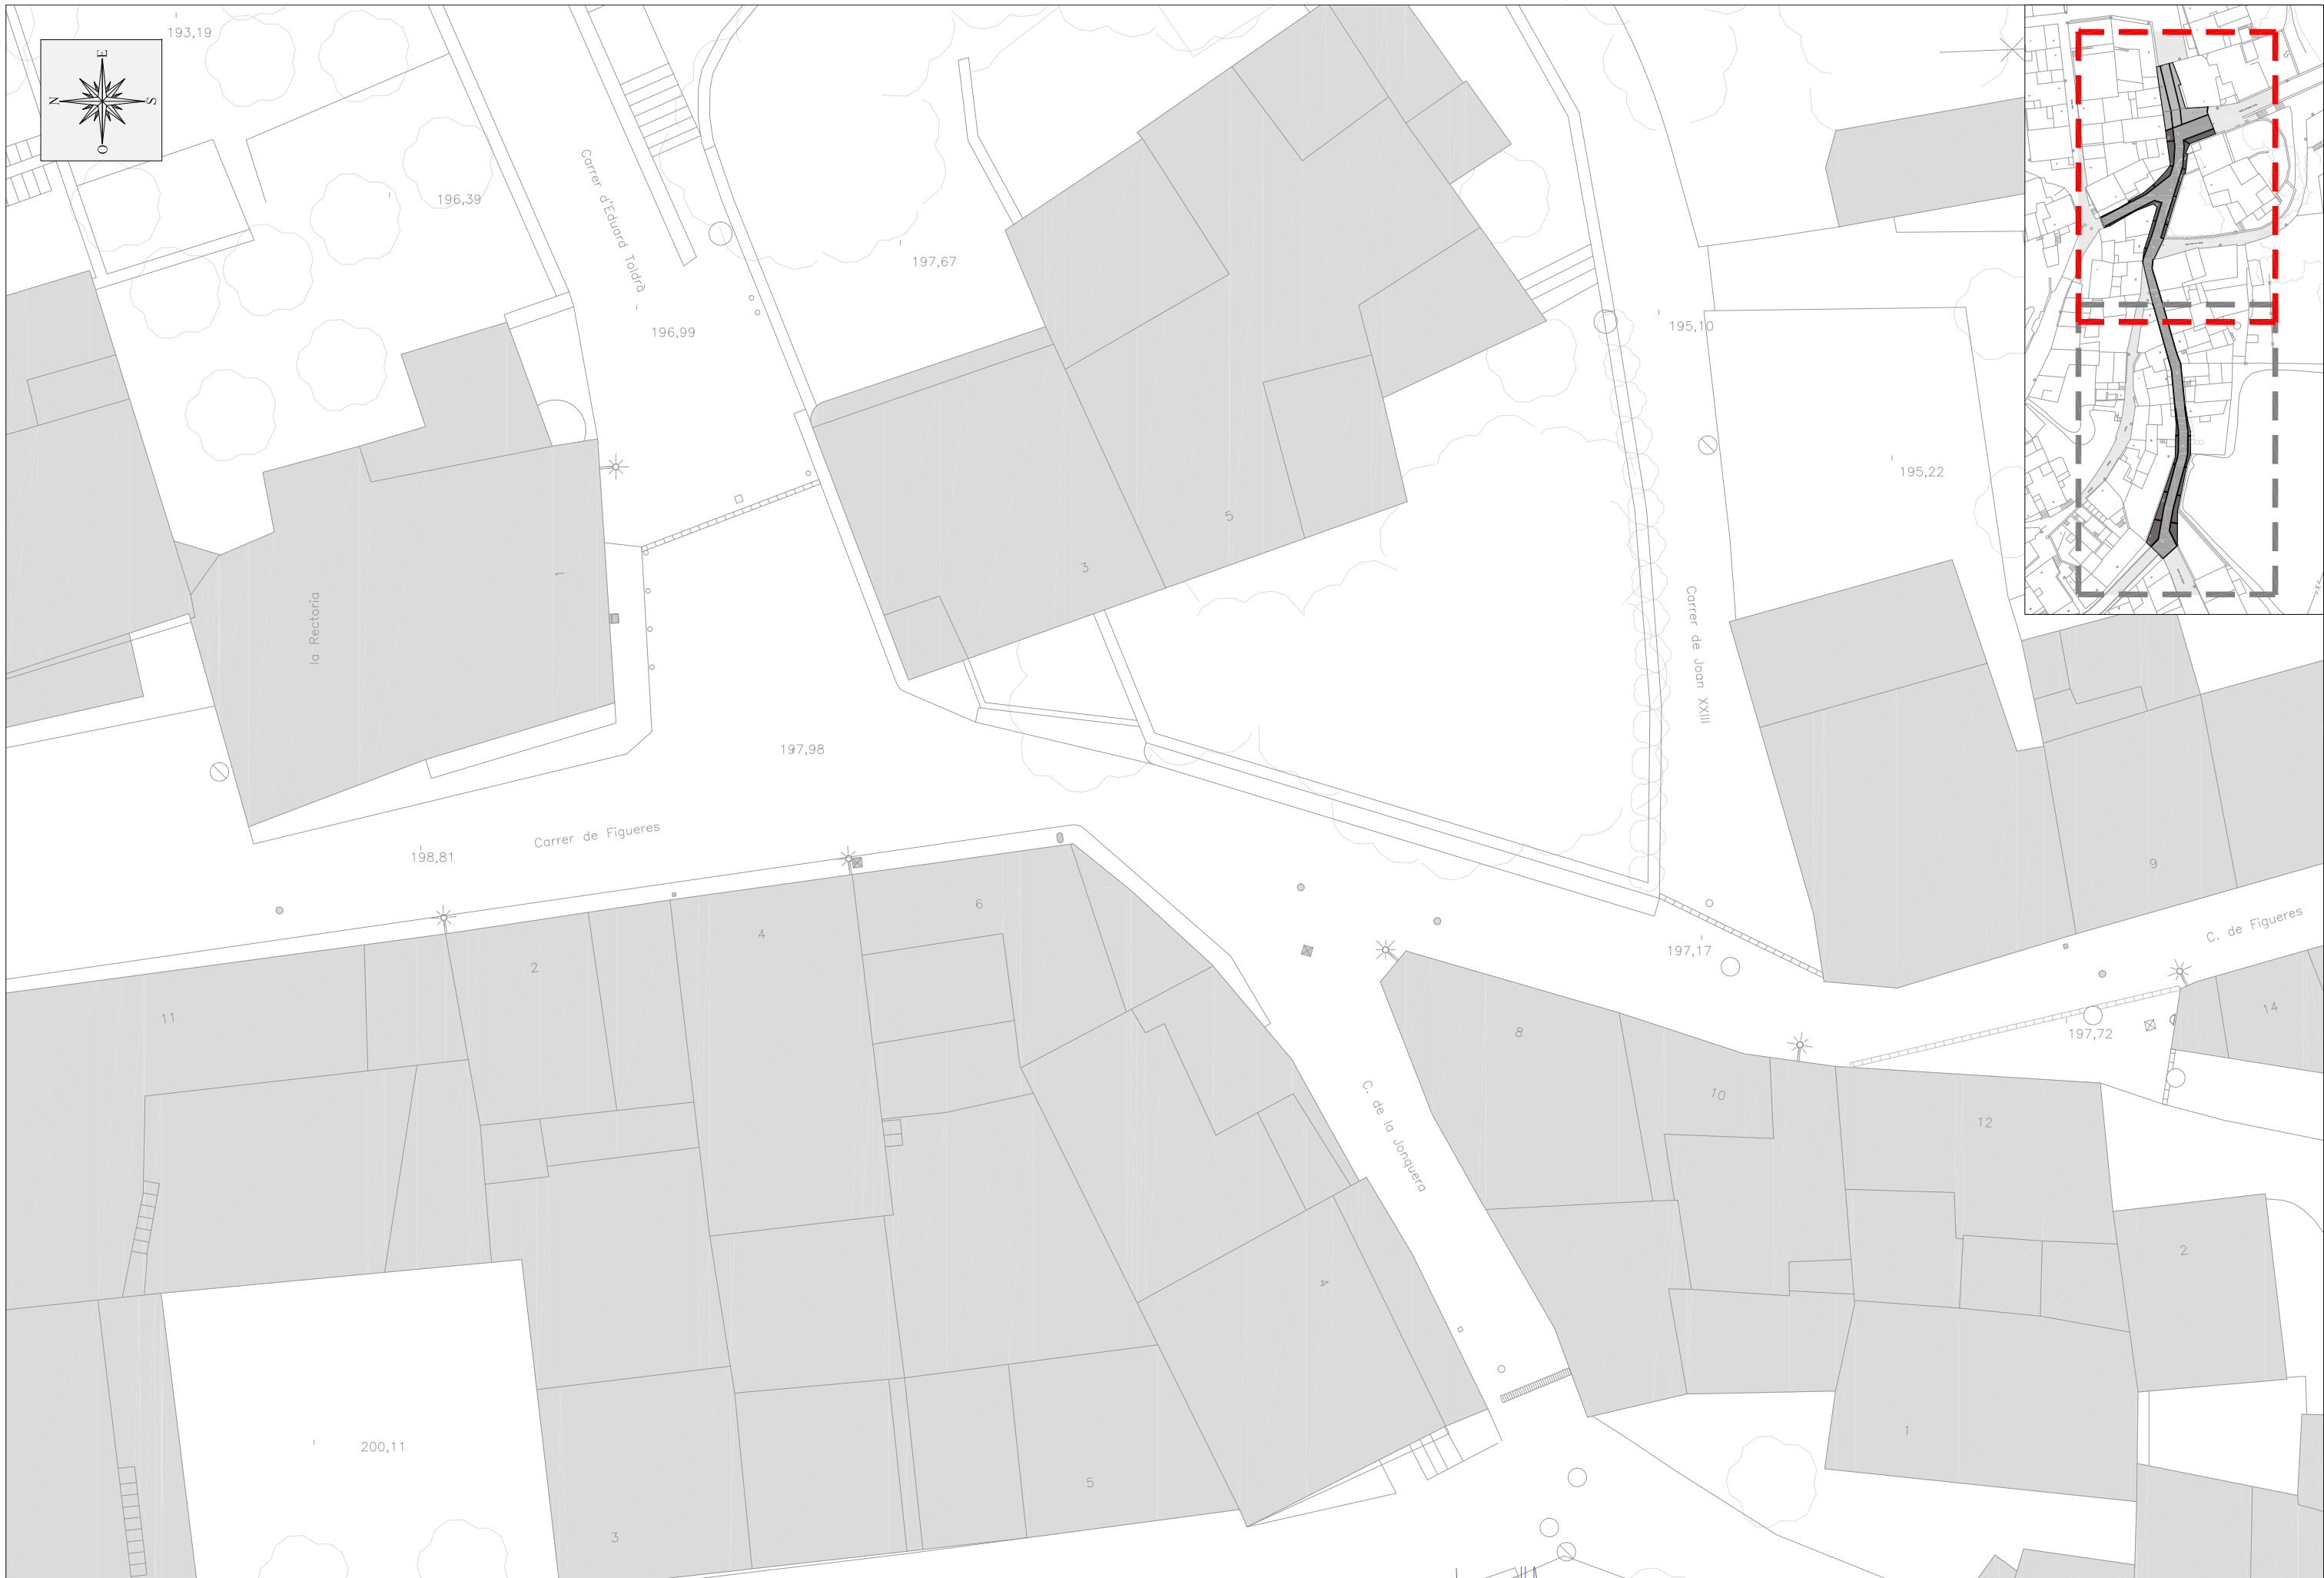 193,19
E
N
S
O
196,39
Carrer d'Eduard Toldrà
197,67
196,99
195,10
195,22
5
3
1
la Rectoria
Carrer de Joan XXIII
197,98
Carrer de Figueres
198,81
9
C. de Figueres
6
4
2
11
197,17
197,72
14
8
10
12
C. de la Jonquera
2
4
1
200,11
5
3